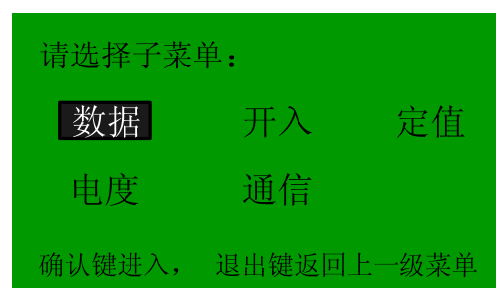 请选择子菜单：
数据 开入 定值
电度 通信
确认键进入， 退出键返回上一级菜单